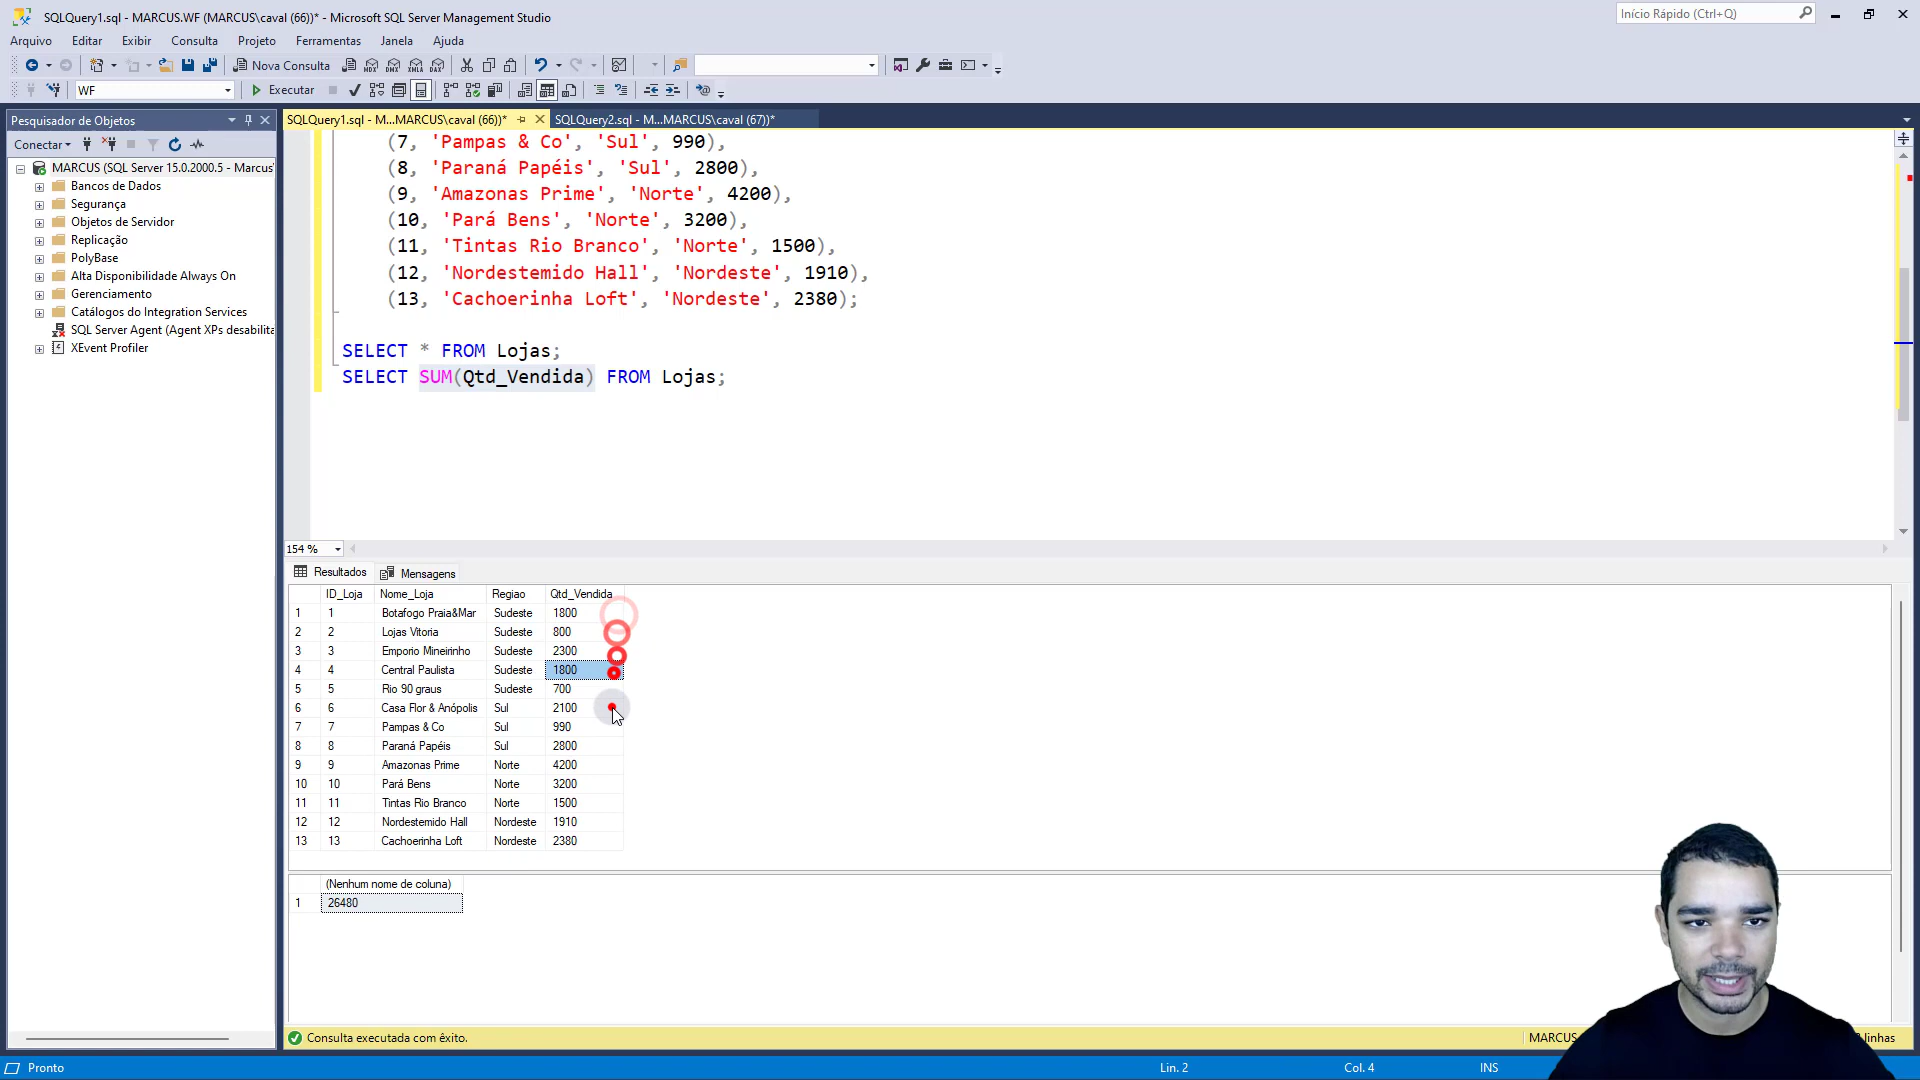 SQLQuery1.sql - MARCUS.WF (MARCUS\caval (66))* - Microsoft SQL Server Management Studio
Início Rápido (Ctrl+Q)
Arquivo Editar Exibir Consulta Projeto Ferramentas Janela Ajuda
Nova Consulta
WF
Executar
Pesquisador de Objetos
Conectar
MARCUS (SQL Server 15.0.2000.5 - Marcus
Bancos de Dados
Segurança
Objetos de Servidor
Replicação
PolyBase
Alta Disponibilidade Always On
Gerenciamento
Catálogos do Integration Services
SQL Server Agent (Agent XPs desabilita
XEvent Profiler
SQLQuery1.sql - M...MARCUS\caval (66))* SQLQuery2.sql - M...MARCUS\caval (67))*
(7, 'Pampas & Co', 'Sul', 990),
(8, 'Paraná Papéis', 'Sul', 2800),
(9, 'Amazonas Prime', 'Norte', 4200),
(10, 'Pará Bens', 'Norte', 3200),
(11, 'Tintas Rio Branco', 'Norte', 1500),
(12, 'Nordestemido Hall', 'Nordeste', 1910),
(13, 'Cachoerinha Loft', 'Nordeste', 2380);
SELECT * FROM Lojas;
SELECT SUM(Qtd_Vendida) FROM Lojas;
154 %
Resultados Mensagens
ID_Loja Nome_Loja Regiao Qtd_Vendida
1 1 Botafogo Praia&Mar Sudeste 1800
2 2 Lojas Vitoria Sudeste 800
3 3 Emporio Mineirinho Sudeste 2300
4 4 Central Paulista Sudeste 1800
5 5 Rio 90 graus Sudeste 700
6 6 Casa Flor & Anópolis Sul 2100
7 7 Pampas & Co Sul 990
8 8 Paraná Papéis Sul 2800
9 9 Amazonas Prime Norte 4200
10 10 Pará Bens Norte 3200
11 11 Tintas Rio Branco Norte 1500
12 12 Nordestemido Hall Nordeste 1910
13 13 Cachoerinha Loft Nordeste 2380
(Nenhum nome de coluna)
1 26480
Consulta executada com êxito.
MARCUS
linhas
Pronto
Lin. 2 Col. 4 INS